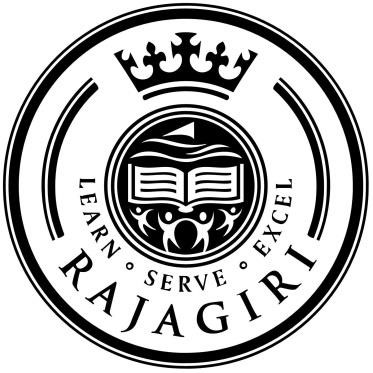 LEARN ∘ SERVE ∘ EXCEL
RAJAGIRI